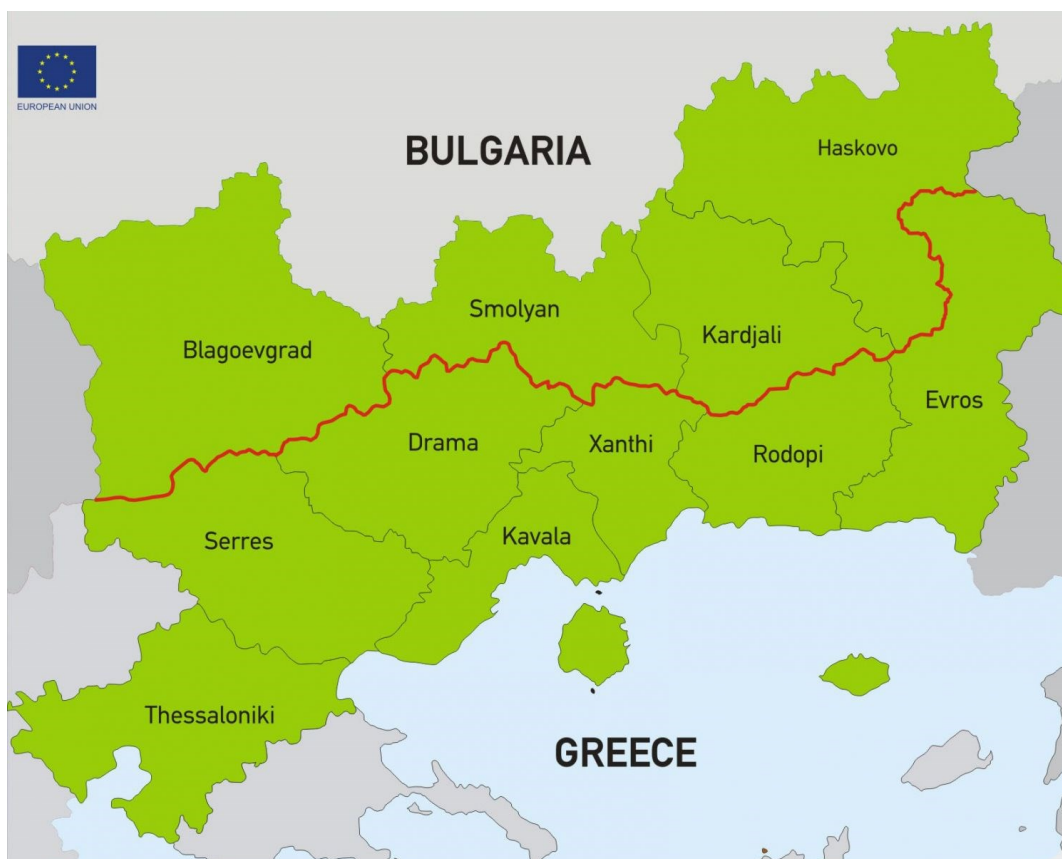 EUROPEAN UNION
BULGARIA
Haskovo
Smolyan
Kardjali
Blagoevgrad
Evros
Drama
Xanthi
Rodopi
Serres
Kavala
Thessaloniki
GREECE